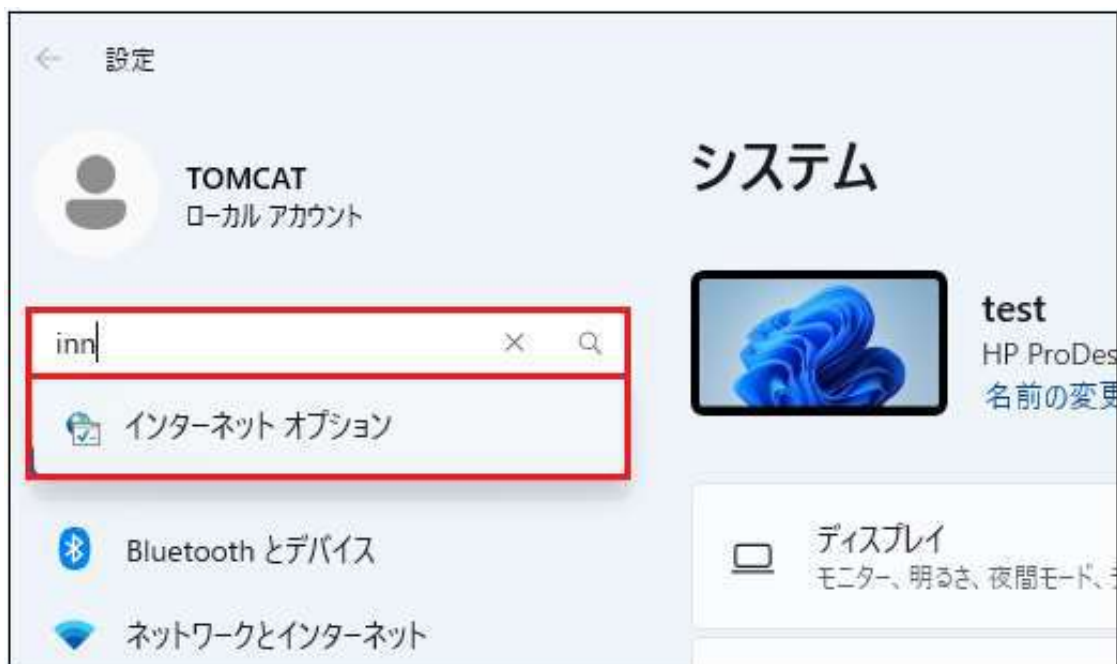 設定
TOMCAT
ローカル アカウント
inn
インターネット オプション
Bluetooth とデバイス
ネットワークとインターネット
システム
test
HP ProDes
名前の変更
ディスプレイ
モニター、明るさ、夜間モード、